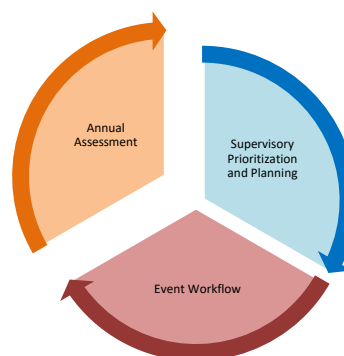 Annual
Assessment
Supervisory
Prioritization
and Planning
Event Workflow